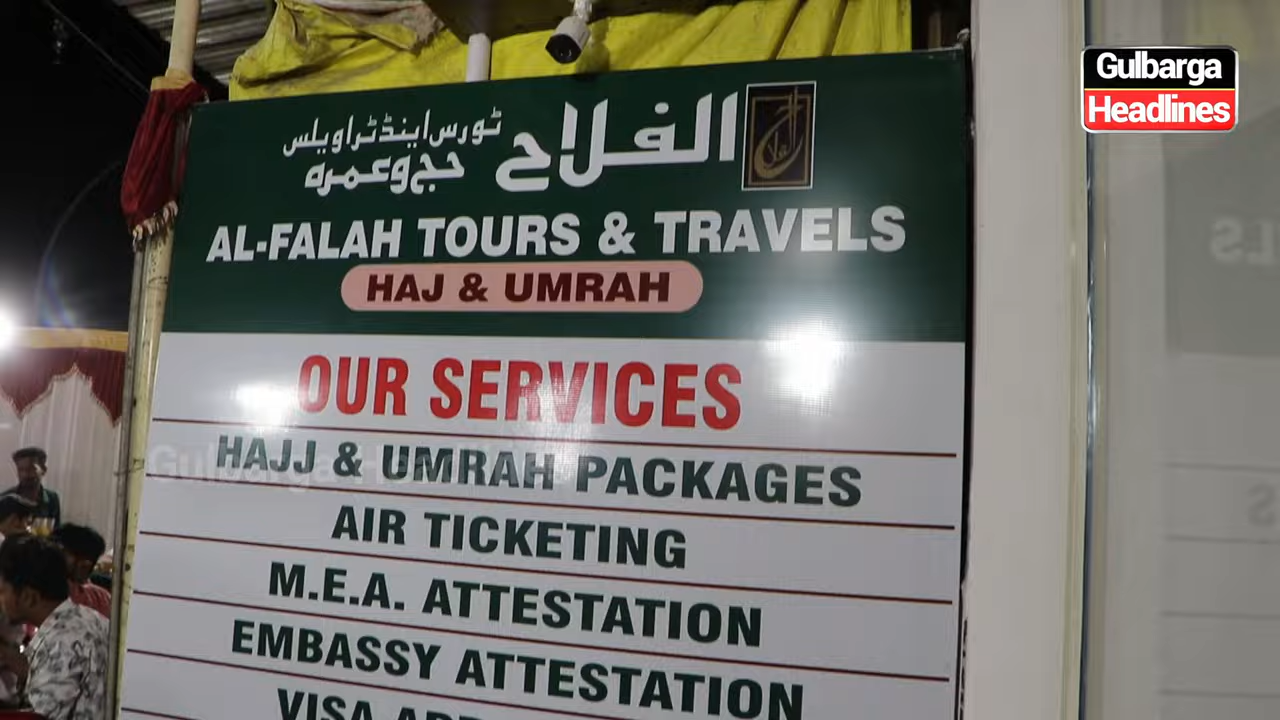 Gulbarga
Headlines
الفلاح
ٹورس اینڈ ٹراویلس
حج وعمرہ
AL-FALAH TOURS & TRAVELS
HAJ & UMRAH
OUR SERVICES
HAJJ & UMRAH PACKAGES
AIR TICKETING
M.E.A. ATTESTATION
EMBASSY ATTESTATION
VISA